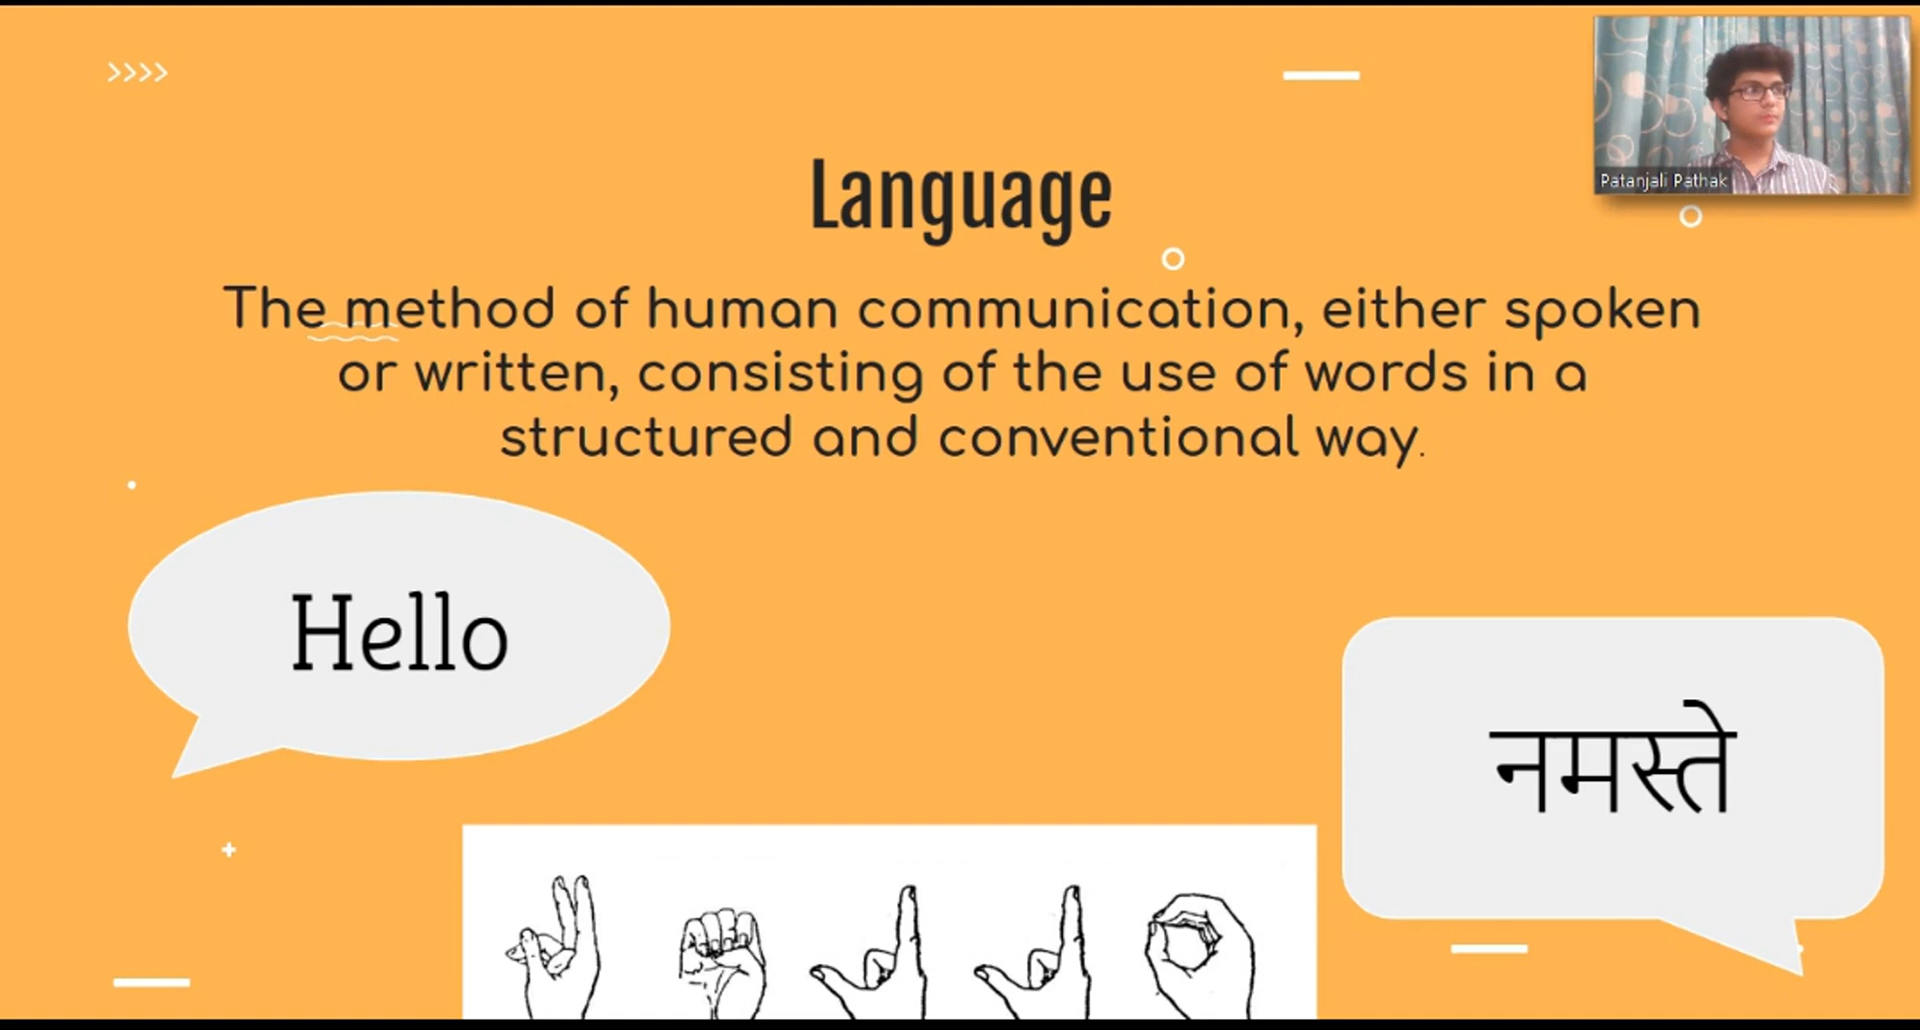 Patanjali Pathak
Language
The method of human communication, either spoken
or written, consisting of the use of words in a
structured and conventional way.
Hello
नमस्ते